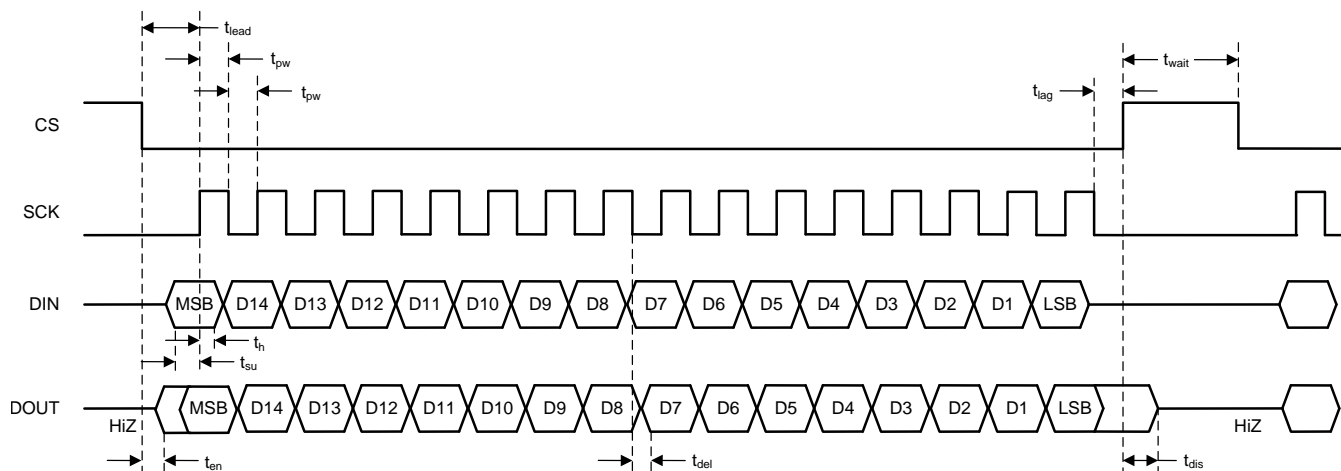 tlead
tpw
tpw
twait
tlag
CS
SCK
DIN MSB D14 D13 D12 D11 D10 D9 D8 D7 D6 D5 D4 D3 D2 D1 LSB
th
tsu
DOUT MSB D14 D13 D12 D11 D10 D9 D8 D7 D6 D5 D4 D3 D2 D1 LSB
HiZ HiZ
ten tdel tdis